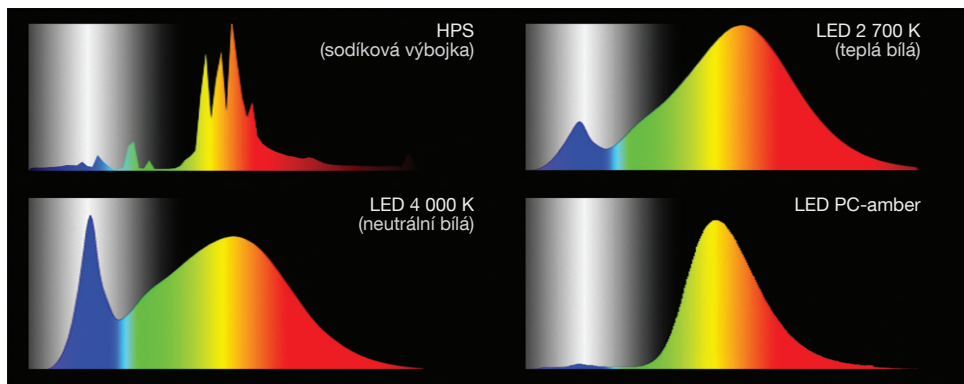 HPS
(sodíková výbojka)
LED 2 700 K
(teplá bílá)
LED 4 000 K
(neutrální bílá)
LED PC-amber